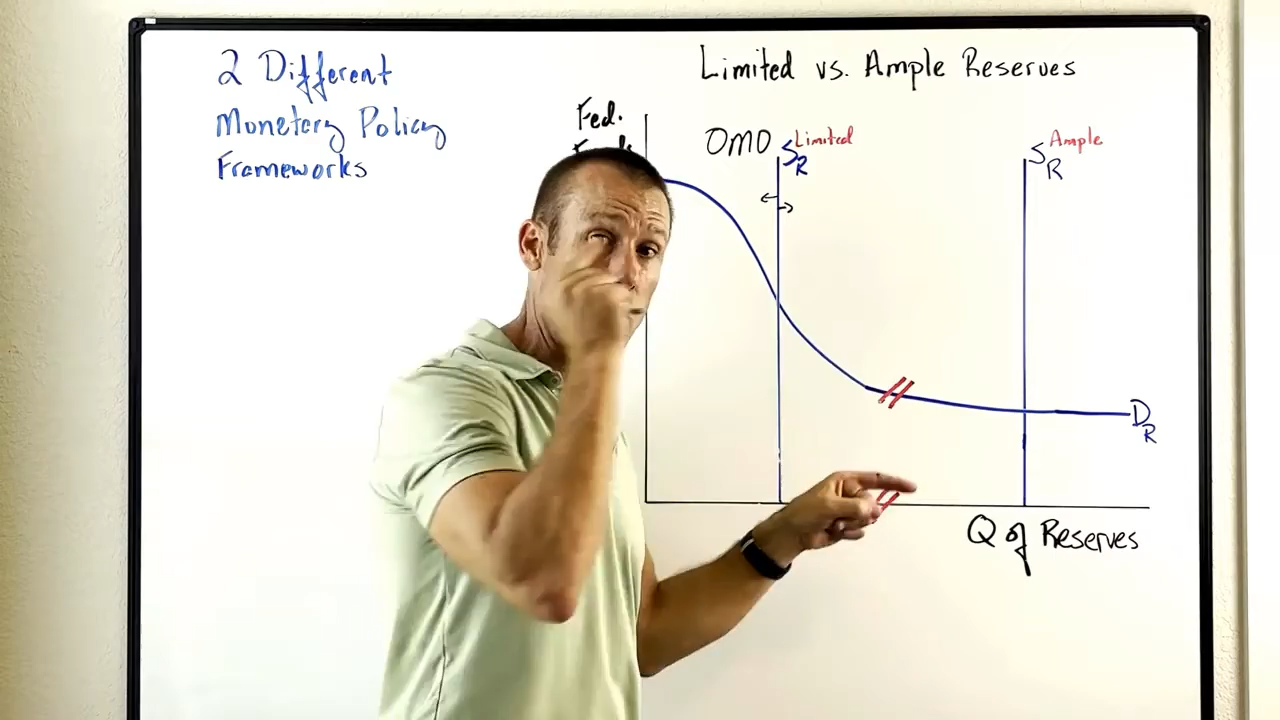 2 Different
Monetary Policy
Frameworks
Limited vs. Ample Reserves
Fed.
OMO
S R Limited
S R Ample
D R
Q of Reserves